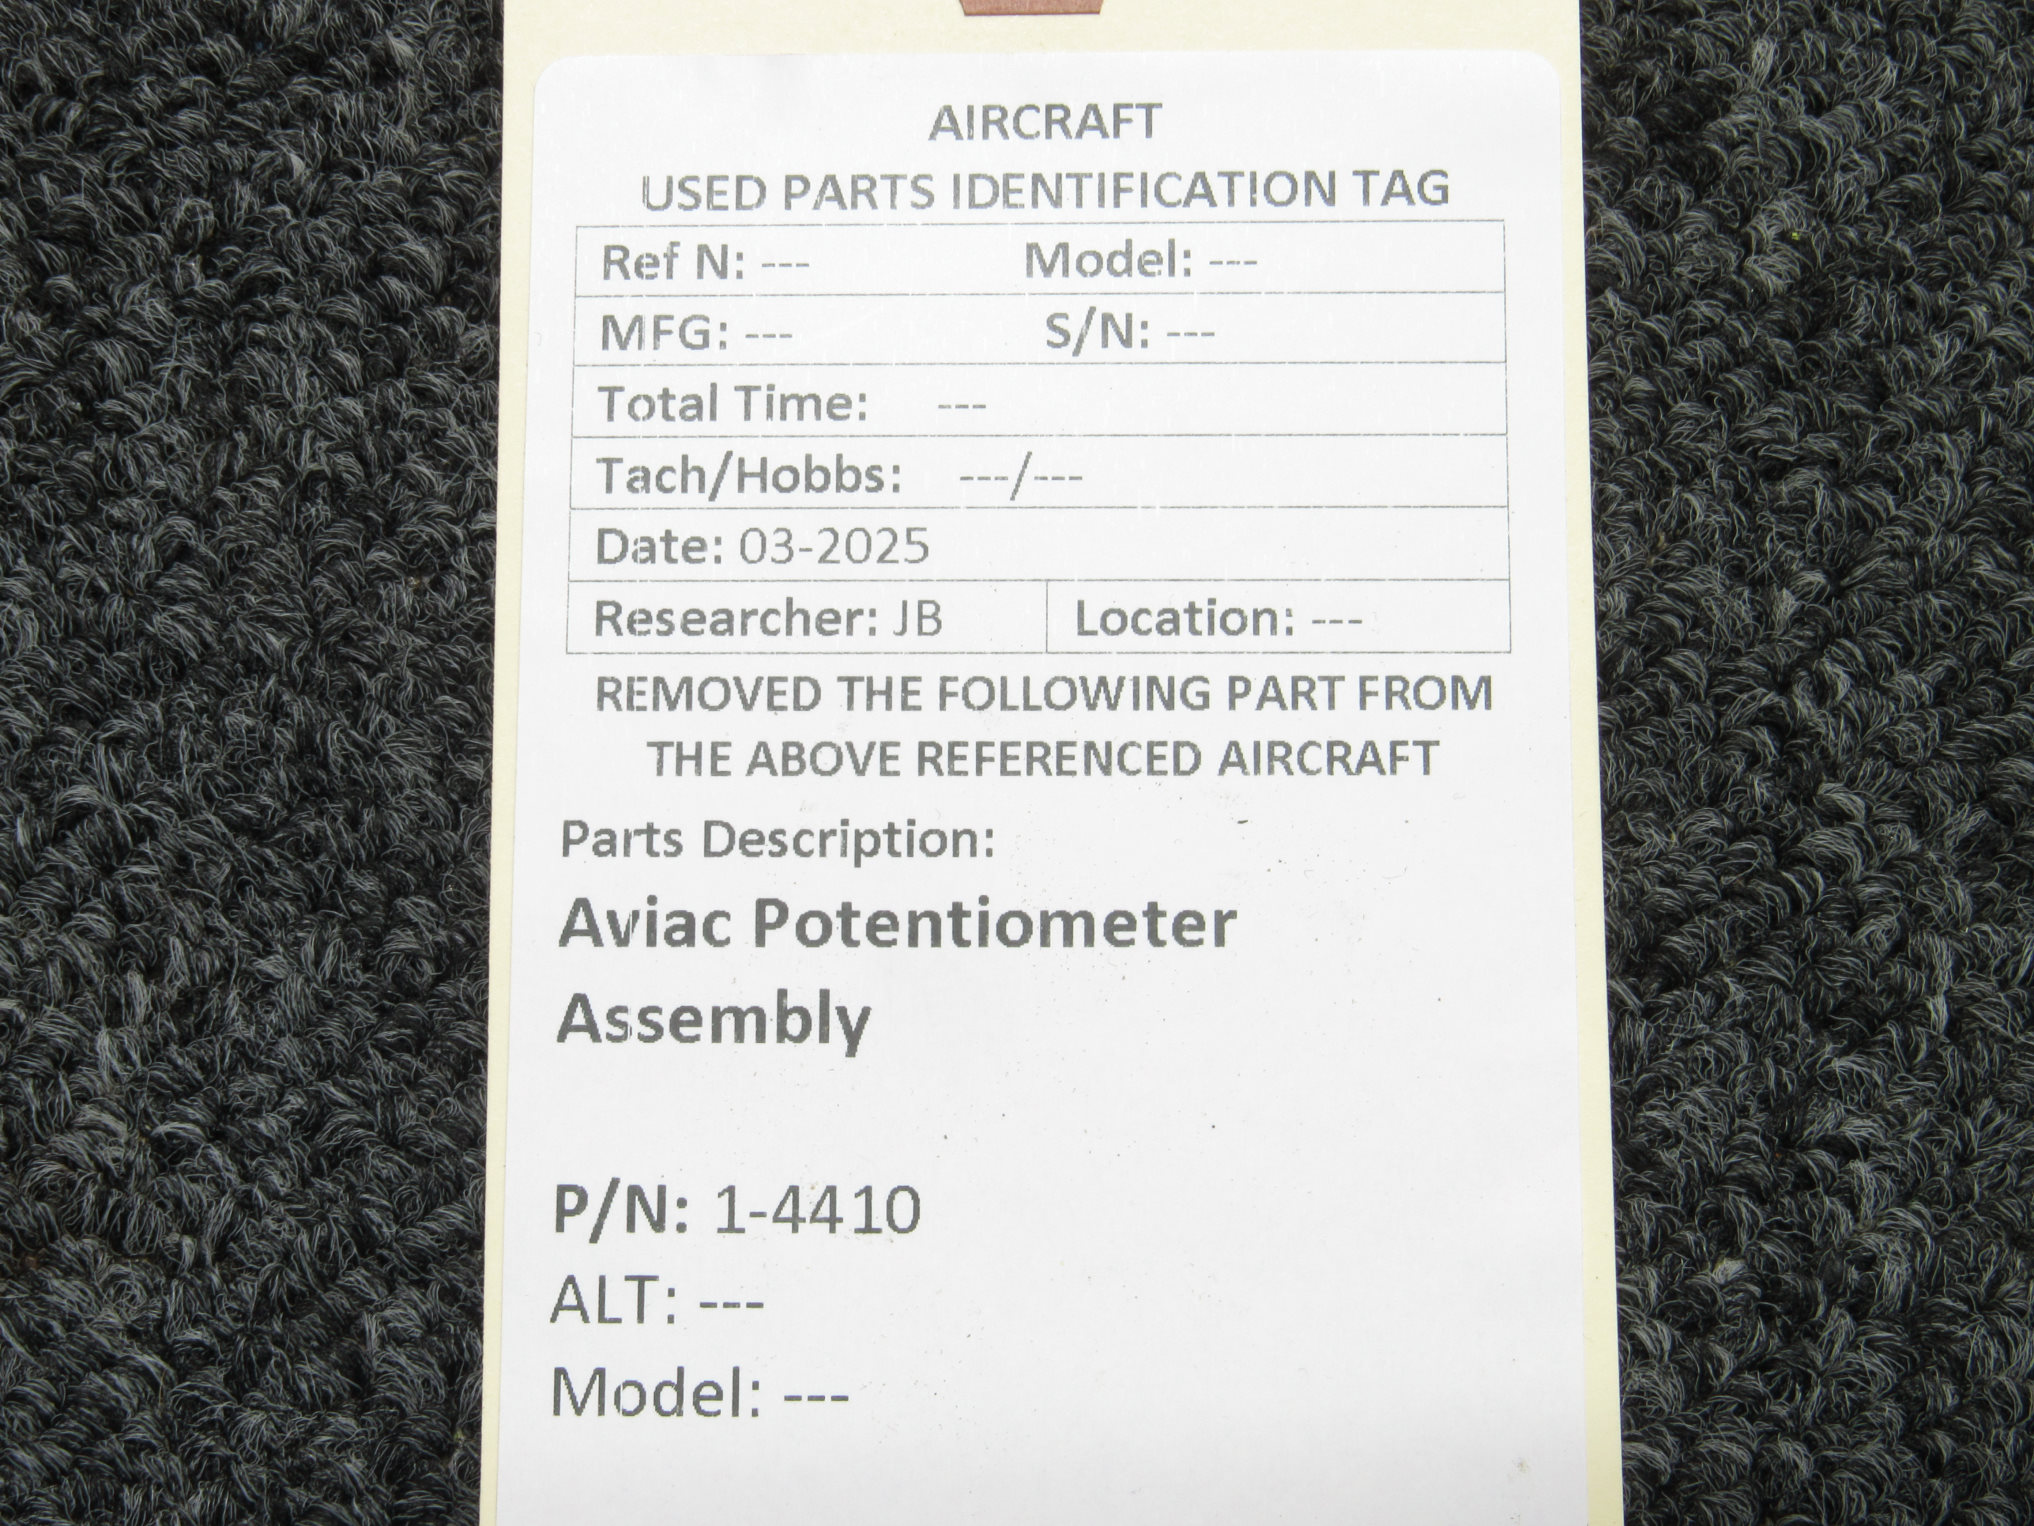 AIRCRAFT
USED PARTS IDENTIFICATION TAG
Ref N: --- Model: ---
MFG: --- S/N: ---
Total Time: ---
Tach/Hobbs: ---/---
Date: 03-2025
Researcher: JB Location: ---
REMOVED THE FOLLOWING PART FROM
THE ABOVE REFERENCED AIRCRAFT
Parts Description:
Aviac Potentiometer
Assembly
P/N: 1-4410
ALT: ---
Model: ---